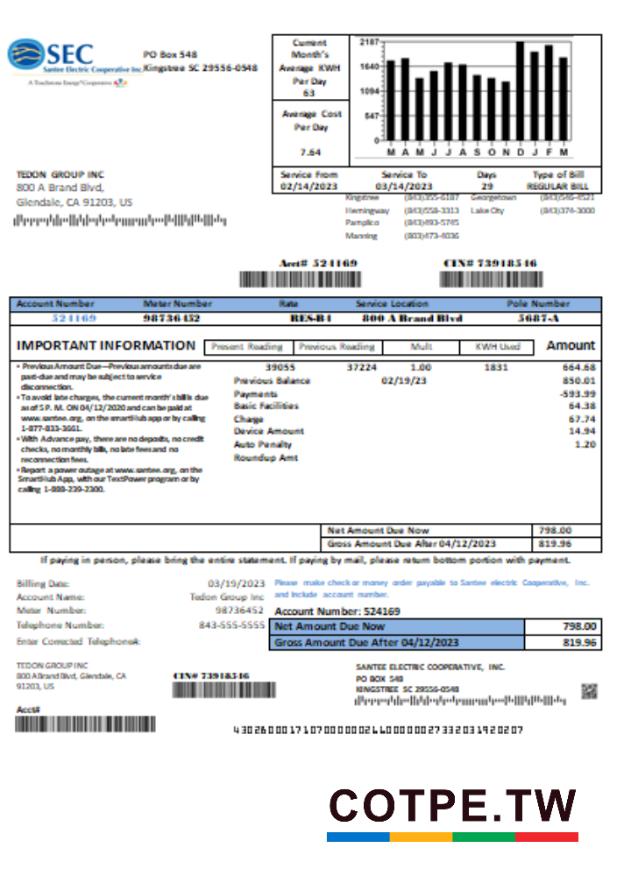 SEC
Santee Electric Cooperative Inc.
A Touchstone Energy Cooperative
PO Box 548
Kingstree SC 29556-0548
Current
Month's
Average KWH
Per Day
63
Average Cost
Per Day
7.64
2187
1640
1094
547
0
M A M J J A S O N D J F M
Service From Service To Days Type of Bill
02/14/2023 03/14/2023 29 REGULAR BILL
TEDON GROUP INC
800 A Brand Blvd,
Glendale, CA 91203, US
Kingstree (843)355-6187 Georgetown (843)546-4521
Hemingway (843)558-3313 Lake City (843)374-3000
Pamplico (843)493-5745
Manning (803)473-4036
Acct# 524169 CIN# 73918546
Account Number Meter Number Rate Service Location Pole Number
524169 98736452 RES-B4 800 A Brand Blvd 5687-A
IMPORTANT INFORMATION Present Reading Previous Reading Mult KWH Used Amount
39055 37224 1.00 1831 664.68
Previous Balance 02/19/23 850.01
Payments -593.99
Basic Facilities 64.38
Charge 67.74
Device Amount 14.94
Auto Penalty 1.20
Roundup Amt
• Previous Amount Due—Previous amounts due are
past-due and may be subject to service
disconnection.
• To avoid late charges, the current month's bill is due
as of 5 P. M. ON 04/12/2020 and can be paid at
www.santee.org, on the smartHub app or by calling
1-877-833-3661.
• With Advance pay, there are no deposits, no credit
checks, no monthly bills, no late fees and no
reconnection fees.
• Report a power outage at www.santee.org, on the
SmartHub App, with our TextPower program or by
calling 1-888-239-2300.
Net Amount Due Now 798.00
Gross Amount Due After 04/12/2023 819.96
If paying in person, please bring the entire statement. If paying by mail, please return bottom portion with payment.
Billing Date: 03/19/2023
Account Name: Tedon Group Inc
Meter Number: 98736452
Telephone Number: 843-555-5555
Enter Corrected Telephone#:
Please make check or money order payable to Santee electric Cooperative, Inc.
and Include account number.
Account Number: 524169
Net Amount Due Now 798.00
Gross Amount Due After 04/12/2023 819.96
TEDON GROUP INC
800 A Brand Blvd, Glendale, CA
91203, US
CIN# 73918546
SANTEE ELECTRIC COOPERATIVE, INC.
PO BOX 548
KINGSTREE SC 29556-0548
Acct#
COTPE.TW